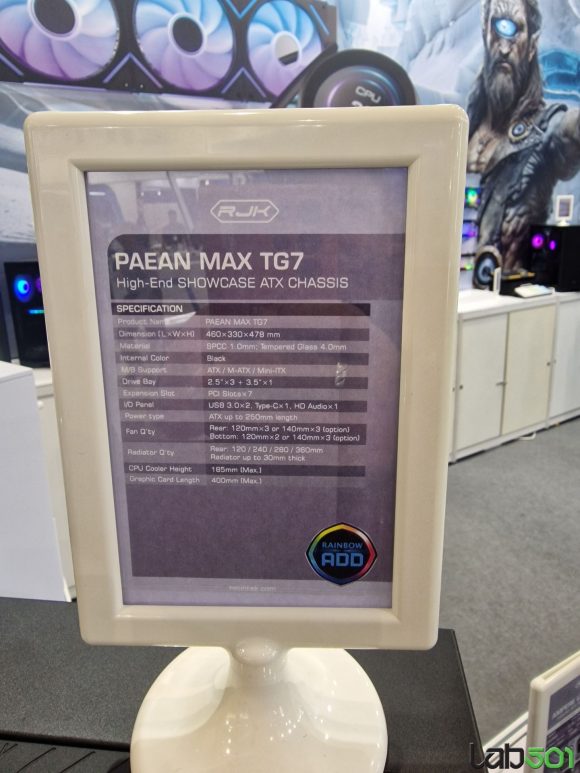 CPU
RJK
PAEAN MAX TG7
High-End SHOWCASE ATX CHASSIS
SPECIFICATION
Product Name PAEAN MAX TG7
Dimension (L×W×H) 460×330×478 mm
Material SPCC 1.0mm; Tempered Glass 4.0mm
Internal Color Black
M/B Support ATX / M-ATX / Mini-ITX
Drive Bay 2.5"×3 + 3.5"×1
Expansion Slot PCI Slots×7
I/O Panel USB 3.0×2, Type-C×1, HD Audio×1
Power type ATX up to 250mm length
Fan Q'ty Rear: 120mm×3 or 140mm×3 (option)
Bottom: 120mm×2 or 140mm×3 (option)
Radiator Q'ty Rear: 120 / 240 / 280 / 360mm
Radiator up to 30mm thick
CPU Cooler Height 185mm (Max.)
Graphic Card Length 400mm (Max.)
RAINBOW
ADD
lab501